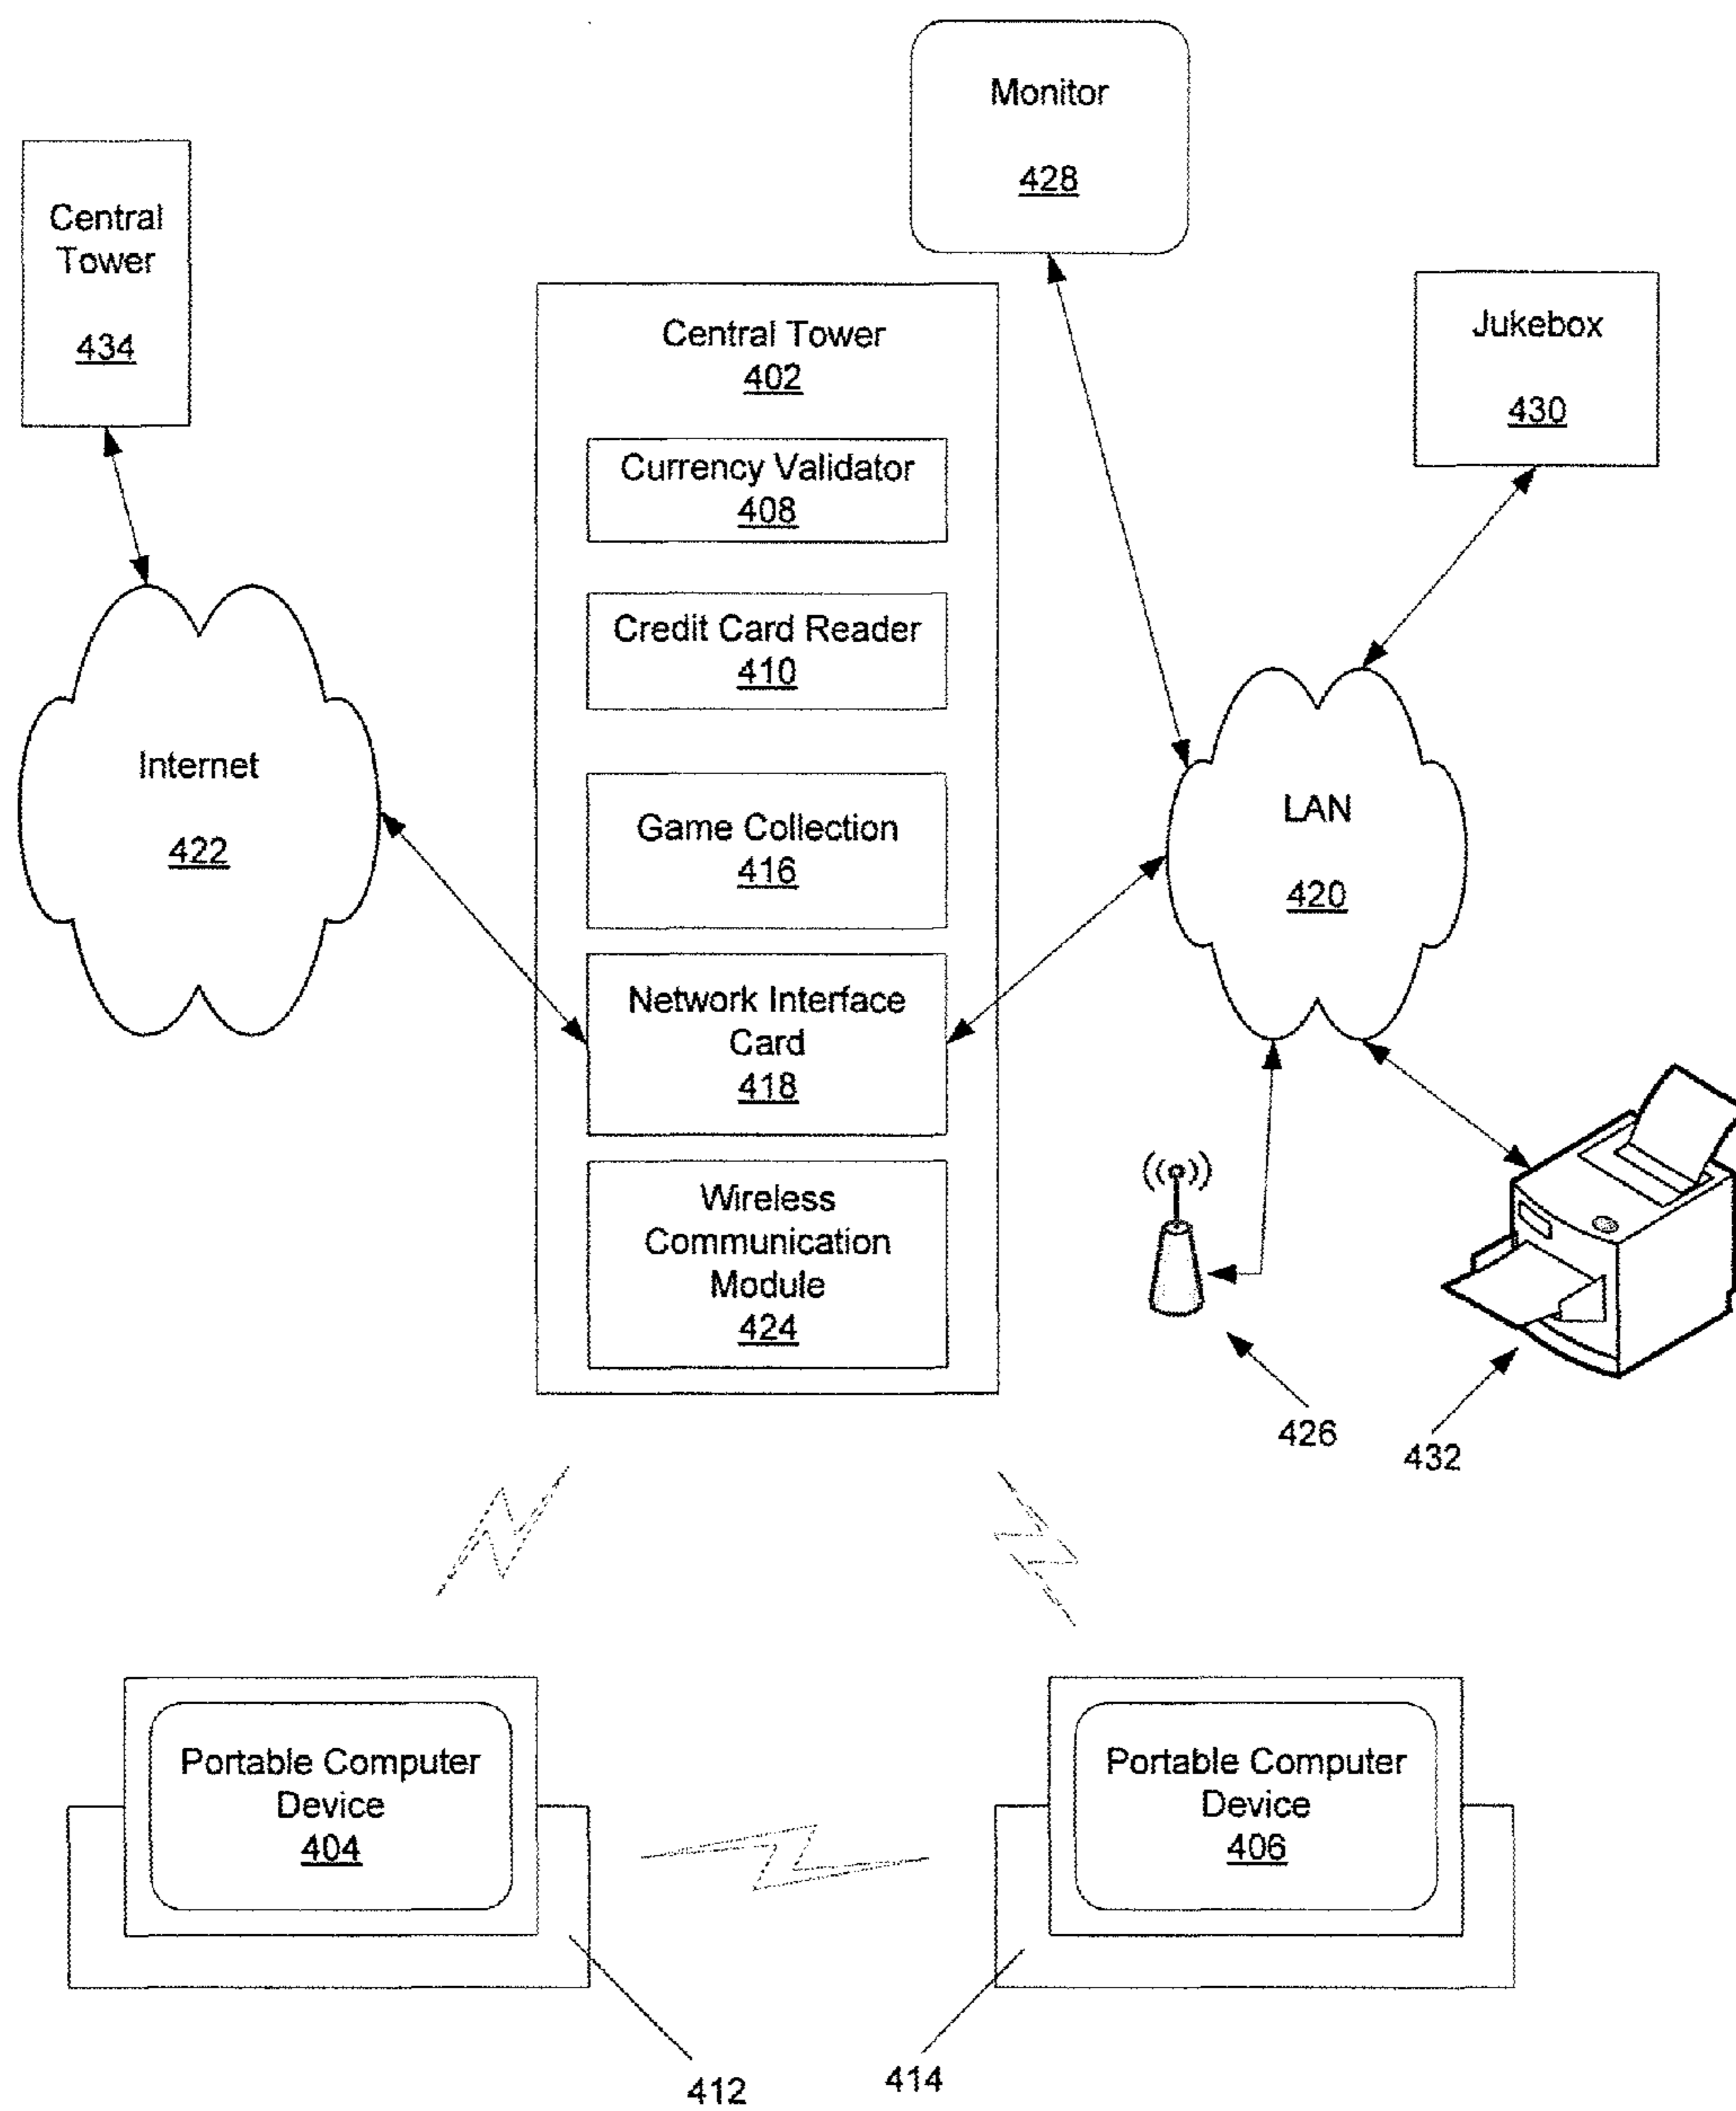 Monitor
428
Central
Tower
434
Central Tower
402
Jukebox
430
Currency Validator
408
Credit Card Reader
410
Internet
422
Game Collection
416
LAN
420
Network Interface
Card
418
Wireless
Communication
Module
424
426
432
Portable Computer
Device
404
Portable Computer
Device
406
412
414